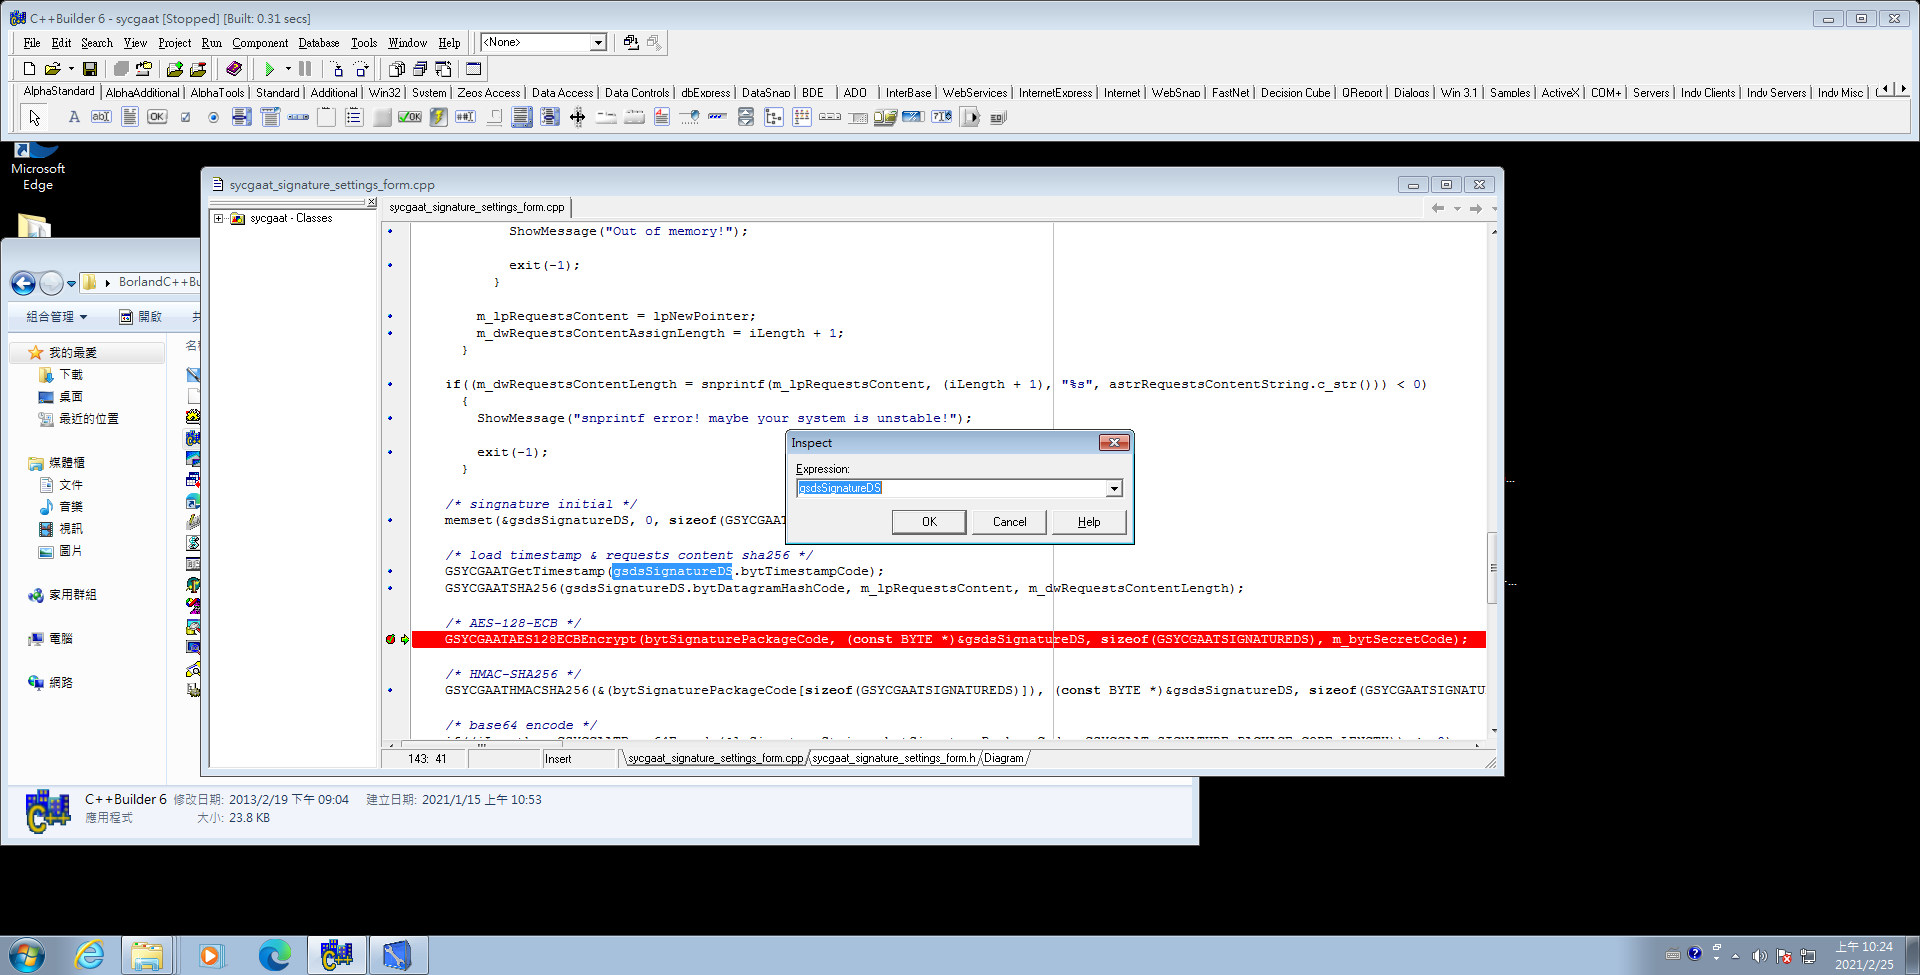 C++Builder 6 - sycgaat [Stopped] [Built: 0.31 secs]
File Edit Search View Project Run Component Database Tools Window Help <None>
AlphaStandard AlphaAdditional AlphaTools Standard Additional Win32 System Zeos Access Data Access Data Controls dbExpress DataSnap BDE ADO InterBase WebServices InternetExpress Internet WebSnap FastNet Decision Cube QReport Dialogs Win 3.1 Samples ActiveX COM+ Servers Indy Clients Indy Servers Indy Misc
Microsoft
Edge
sycgaat_signature_settings_form.cpp
sycgaat - Classes
sycgaat_signature_settings_form.cpp
ShowMessage("Out of memory!");
exit(-1);
}
m_lpRequestsContent = lpNewPointer;
m_dwRequestsContentAssignLength = iLength + 1;
}
if((m_dwRequestsContentLength = snprintf(m_lpRequestsContent, (iLength + 1), "%s", astrRequestsContentString.c_str())) < 0)
{
ShowMessage("snprintf error! maybe your system is unstable!");
exit(-1);
}
/* singnature initial */
memset(&gsdsSignatureDS, 0, sizeof(GSYCGAAT
/* load timestamp & requests content sha256 */
GSYCGAATGetTimestamp(gsdsSignatureDS.bytTimestampCode);
GSYCGAATSHA256(gsdsSignatureDS.bytDatagramHashCode, m_lpRequestsContent, m_dwRequestsContentLength);
/* AES-128-ECB */
GSYCGAATAES128ECBEncrypt(bytSignaturePackageCode, (const BYTE *)&gsdsSignatureDS, sizeof(GSYCGAATSIGNATUREDS), m_bytSecretCode);
/* HMAC-SHA256 */
GSYCGAATHMACSHA256(&(bytSignaturePackageCode[sizeof(GSYCGAATSIGNATUREDS)]), (const BYTE *)&gsdsSignatureDS, sizeof(GSYCGAATSIGNATU
/* base64 encode */
143: 41
Insert
sycgaat_signature_settings_form.cpp sycgaat_signature_settings_form.h Diagram
Inspect
Expression:
gsdsSignatureDS
OK Cancel Help
BorlandC++Bu
組合管理 開啟
我的最愛
下載
桌面
最近的位置
媒體櫃
文件
音樂
視訊
圖片
家用群組
電腦
網路
C++Builder 6 修改日期: 2013/2/19 下午 09:04 建立日期: 2021/1/15 上午 10:53
應用程式 大小: 23.8 KB
上午 10:24
2021/2/25